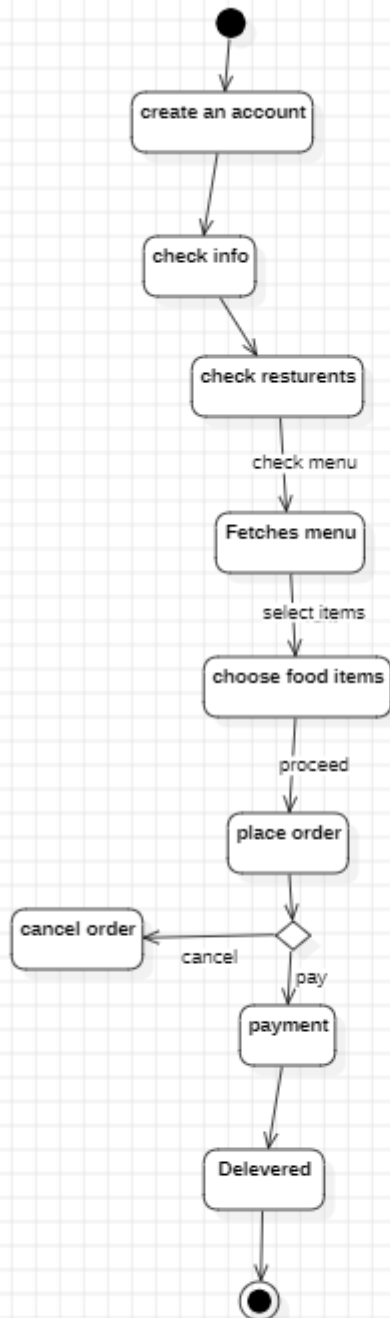 create an account
check info
check resturents
check menu
Fetches menu
select items
choose food items
proceed
place order
cancel order
cancel
pay
payment
Delevered